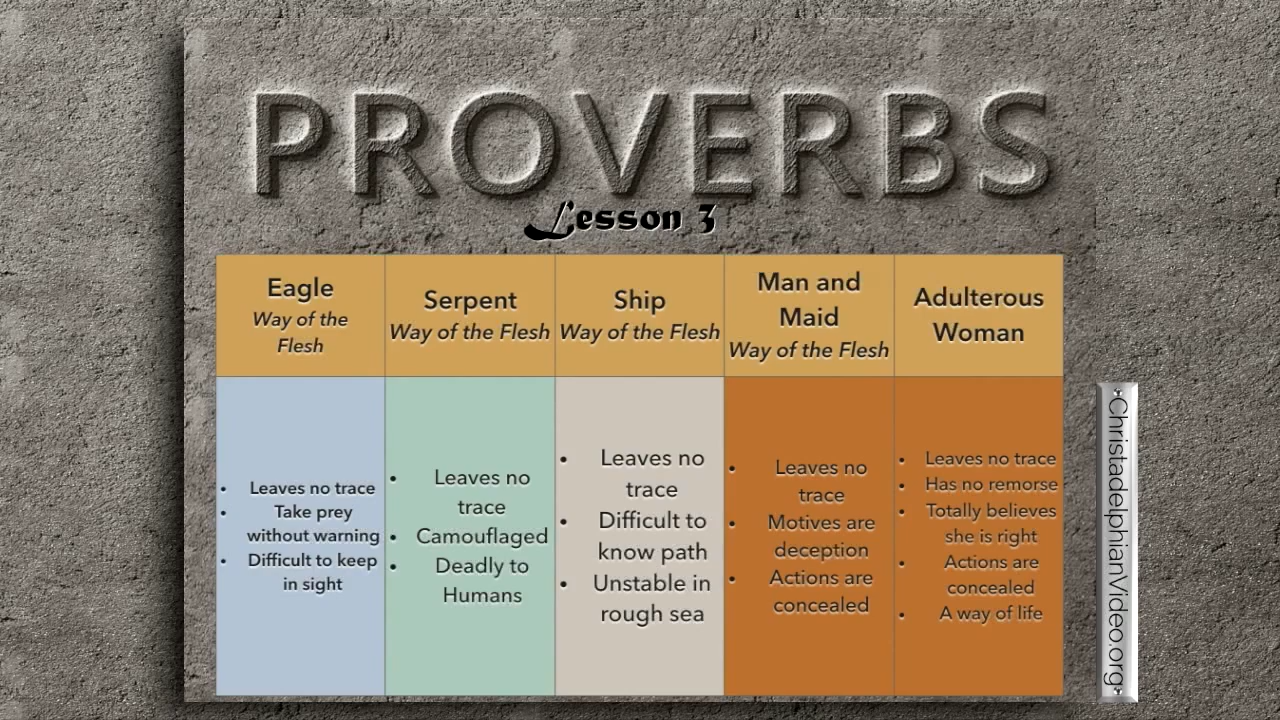 PROVERBS
Lesson 3
Eagle
Way of the
Flesh
Serpent
Way of the Flesh
Ship
Way of the Flesh
Man and
Maid
Way of the Flesh
Adulterous
Woman
• Leaves no trace
• Take prey
without warning
• Difficult to keep
in sight
• Leaves no
trace
• Camouflaged
• Deadly to
Humans
• Leaves no
trace
• Difficult to
know path
• Unstable in
rough sea
• Leaves no
trace
• Motives are
deception
• Actions are
concealed
• Leaves no trace
• Has no remorse
• Totally believes
she is right
• Actions are
concealed
• A way of life
ChristadelphianVideo.org